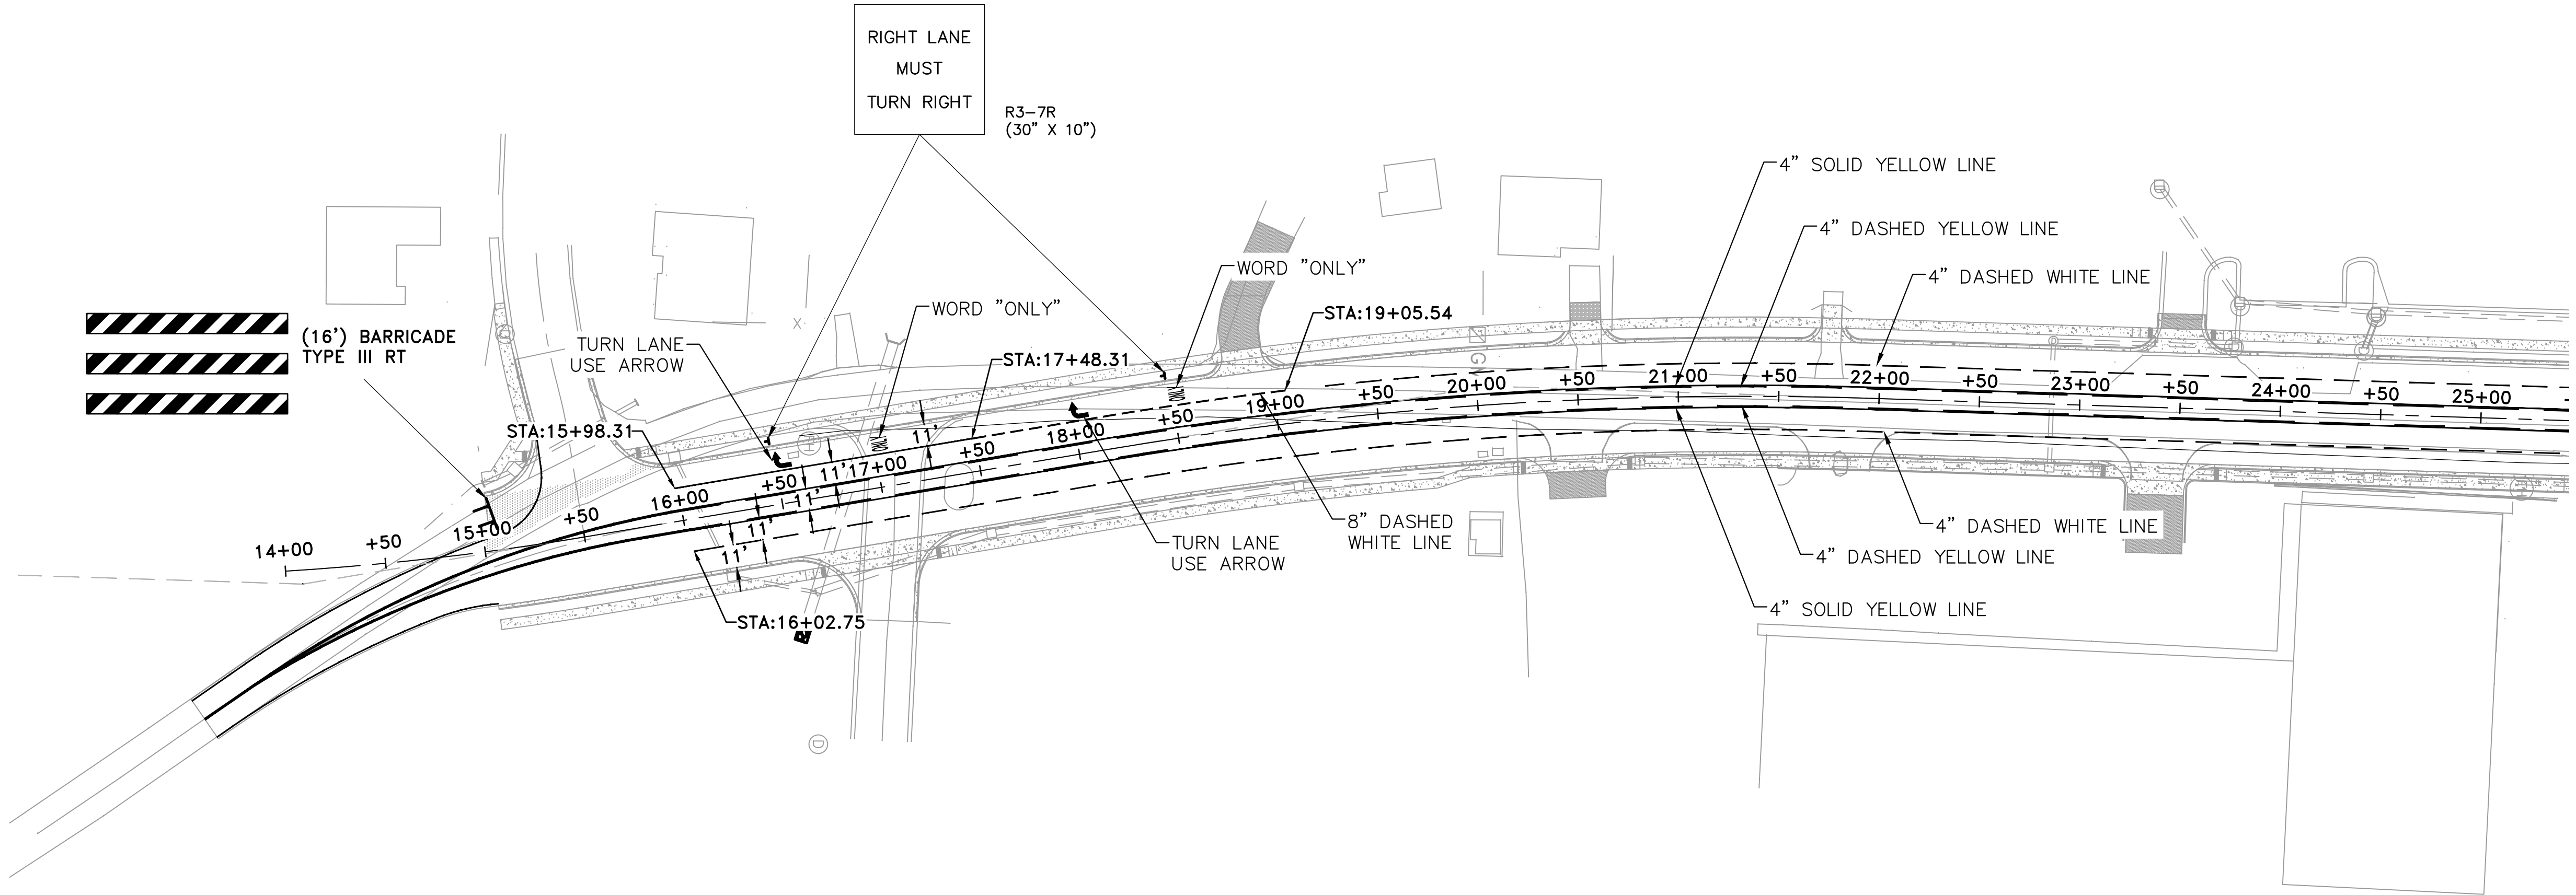 RIGHT LANE
MUST
TURN RIGHT
R3-7R
(30" X 10")
4" SOLID YELLOW LINE
4" DASHED YELLOW LINE
4" DASHED WHITE LINE
WORD "ONLY"
WORD "ONLY"
STA:19+05.54
(16') BARRICADE
TYPE III RT
TURN LANE
USE ARROW
STA:17+48.31
STA:15+98.31
14+00
+50
15+00
+50
16+00
+50
17+00
+50
18+00
+50
19+00
+50
20+00
+50
21+00
+50
22+00
+50
23+00
+50
24+00
+50
25+00
11'
11'
11'
11'
11'
G
STA:16+02.75
TURN LANE
USE ARROW
8" DASHED
WHITE LINE
4" DASHED WHITE LINE
4" DASHED YELLOW LINE
4" SOLID YELLOW LINE
D